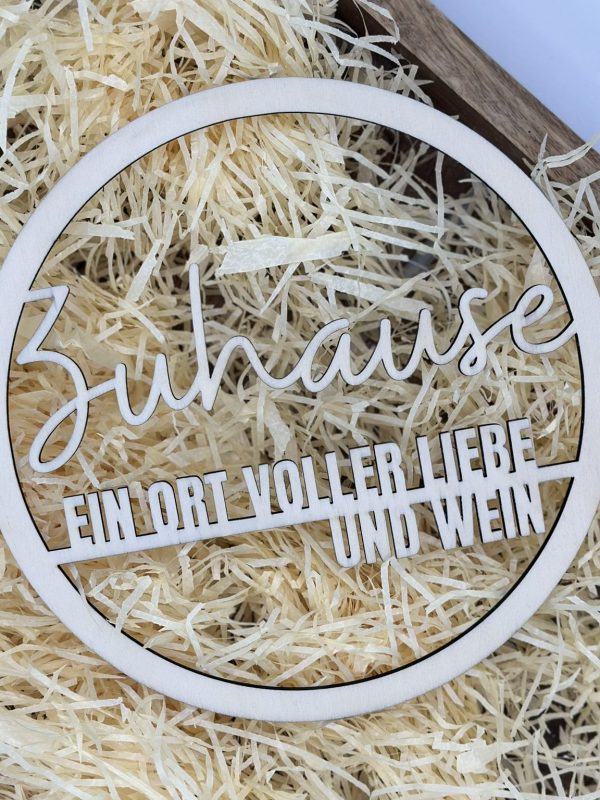 Zuhause
EIN ORT VOLLER LIEBE
UND WEIN